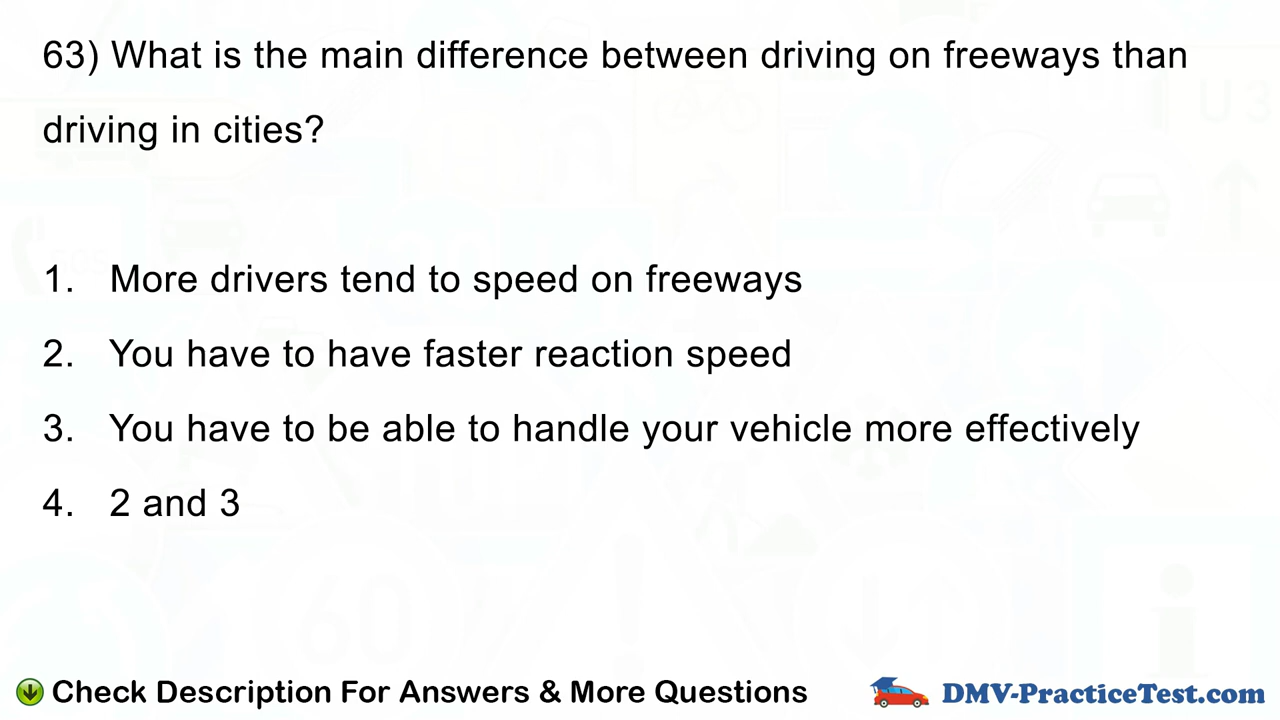 63) What is the main difference between driving on freeways than
driving in cities?
1. More drivers tend to speed on freeways
2. You have to have faster reaction speed
3. You have to be able to handle your vehicle more effectively
4. 2 and 3
Check Description For Answers & More Questions
DMV-PracticeTest.com